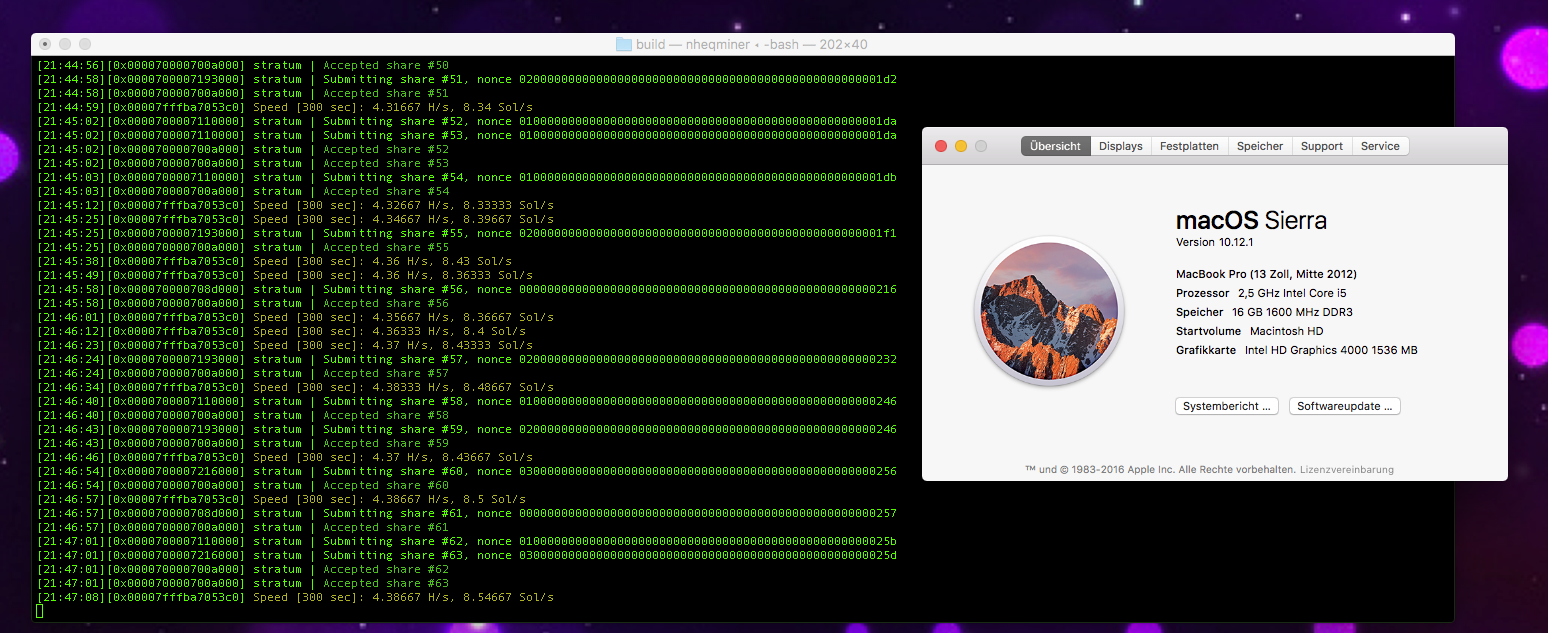 build — nheqminer • -bash — 202×40
[21:44:56][0x000070000700a000] stratum | Accepted share #50
[21:44:58][0x0000700007193000] stratum | Submitting share #51, nonce 0200000000000000000000000000000000000000000000000001d2
[21:44:58][0x000070000700a000] stratum | Accepted share #51
[21:44:59][0x00007fffba7053c0] Speed [300 sec]: 4.31667 H/s, 8.34 Sol/s
[21:45:02][0x0000700007110000] stratum | Submitting share #52, nonce 0100000000000000000000000000000000000000000000000001da
[21:45:02][0x0000700007110000] stratum | Submitting share #53, nonce 0100000000000000000000000000000000000000000000000001da
[21:45:02][0x000070000700a000] stratum | Accepted share #52
[21:45:02][0x000070000700a000] stratum | Accepted share #53
[21:45:03][0x0000700007110000] stratum | Submitting share #54, nonce 0100000000000000000000000000000000000000000000000001db
[21:45:03][0x000070000700a000] stratum | Accepted share #54
[21:45:12][0x00007fffba7053c0] Speed [300 sec]: 4.32667 H/s, 8.33333 Sol/s
[21:45:25][0x00007fffba7053c0] Speed [300 sec]: 4.34667 H/s, 8.39667 Sol/s
[21:45:25][0x0000700007193000] stratum | Submitting share #55, nonce 0200000000000000000000000000000000000000000000000001f1
[21:45:25][0x000070000700a000] stratum | Accepted share #55
[21:45:38][0x00007fffba7053c0] Speed [300 sec]: 4.36 H/s, 8.43 Sol/s
[21:45:49][0x00007fffba7053c0] Speed [300 sec]: 4.36 H/s, 8.36333 Sol/s
[21:45:58][0x000070000708d000] stratum | Submitting share #56, nonce 000000000000000000000000000000000000000000000000000216
[21:45:58][0x000070000700a000] stratum | Accepted share #56
[21:46:01][0x00007fffba7053c0] Speed [300 sec]: 4.35667 H/s, 8.36667 Sol/s
[21:46:12][0x00007fffba7053c0] Speed [300 sec]: 4.36333 H/s, 8.4 Sol/s
[21:46:23][0x00007fffba7053c0] Speed [300 sec]: 4.37 H/s, 8.43333 Sol/s
[21:46:24][0x0000700007193000] stratum | Submitting share #57, nonce 020000000000000000000000000000000000000000000000000232
[21:46:24][0x000070000700a000] stratum | Accepted share #57
[21:46:34][0x00007fffba7053c0] Speed [300 sec]: 4.38333 H/s, 8.48667 Sol/s
[21:46:40][0x0000700007110000] stratum | Submitting share #58, nonce 010000000000000000000000000000000000000000000000000246
[21:46:40][0x000070000700a000] stratum | Accepted share #58
[21:46:43][0x0000700007193000] stratum | Submitting share #59, nonce 020000000000000000000000000000000000000000000000000246
[21:46:43][0x000070000700a000] stratum | Accepted share #59
[21:46:46][0x00007fffba7053c0] Speed [300 sec]: 4.37 H/s, 8.43667 Sol/s
[21:46:54][0x0000700007216000] stratum | Submitting share #60, nonce 030000000000000000000000000000000000000000000000000256
[21:46:54][0x000070000700a000] stratum | Accepted share #60
[21:46:57][0x00007fffba7053c0] Speed [300 sec]: 4.38667 H/s, 8.5 Sol/s
[21:46:57][0x000070000708d000] stratum | Submitting share #61, nonce 000000000000000000000000000000000000000000000000000257
[21:46:57][0x000070000700a000] stratum | Accepted share #61
[21:47:01][0x0000700007110000] stratum | Submitting share #62, nonce 01000000000000000000000000000000000000000000000000025b
[21:47:01][0x0000700007216000] stratum | Submitting share #63, nonce 03000000000000000000000000000000000000000000000000025d
[21:47:01][0x000070000700a000] stratum | Accepted share #62
[21:47:01][0x000070000700a000] stratum | Accepted share #63
[21:47:08][0x00007fffba7053c0] Speed [300 sec]: 4.38667 H/s, 8.54667 Sol/s
Übersicht Displays Festplatten Speicher Support Service
macOS Sierra
Version 10.12.1
MacBook Pro (13 Zoll, Mitte 2012)
Prozessor 2,5 GHz Intel Core i5
Speicher 16 GB 1600 MHz DDR3
Startvolume Macintosh HD
Grafikkarte Intel HD Graphics 4000 1536 MB
Systembericht ... Softwareupdate ...
™ und © 1983-2016 Apple Inc. Alle Rechte vorbehalten. Lizenzvereinbarung